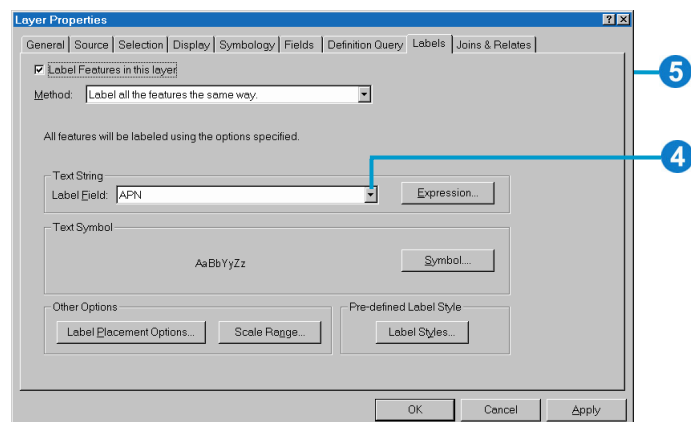 Layer Properties
General Source Selection Display Symbology Fields Definition Query Labels Joins & Relates
Label Features in this layer
5
Method: Label all the features the same way.
All features will be labeled using the options specified.
4
Text String
Label Field: APN Expression...
Text Symbol
AaBbYyZz Symbol...
Other Options Pre-defined Label Style
Label Placement Options... Scale Range... Label Styles...
OK Cancel Apply